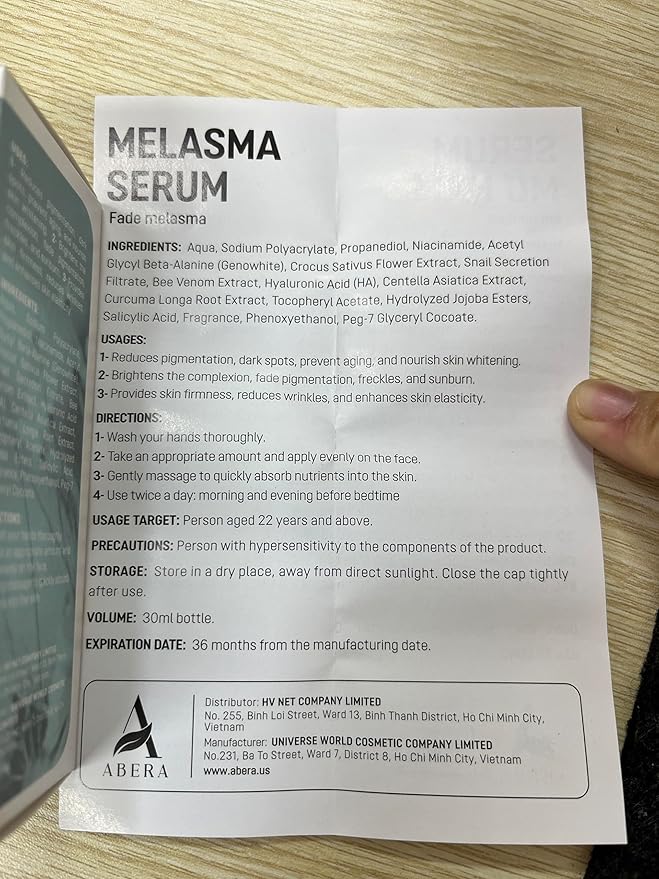 MELASMA
SERUM
Fade melasma
INGREDIENTS: Aqua, Sodium Polyacrylate, Propanediol, Niacinamide, Acetyl
Glycyl Beta-Alanine (Genowhite), Crocus Sativus Flower Extract, Snail Secretion
Filtrate, Bee Venom Extract, Hyaluronic Acid (HA), Centella Asiatica Extract,
Curcuma Longa Root Extract, Tocopheryl Acetate, Hydrolyzed Jojoba Esters,
Salicylic Acid, Fragrance, Phenoxyethanol, Peg-7 Glyceryl Cocoate.
USAGES:
1- Reduces pigmentation, dark spots, prevent aging, and nourish skin whitening.
2- Brightens the complexion, fade pigmentation, freckles, and sunburn.
3- Provides skin firmness, reduces wrinkles, and enhances skin elasticity.
DIRECTIONS:
1- Wash your hands thoroughly.
2- Take an appropriate amount and apply evenly on the face.
3- Gently massage to quickly absorb nutrients into the skin.
4- Use twice a day: morning and evening before bedtime
USAGE TARGET: Person aged 22 years and above.
PRECAUTIONS: Person with hypersensitivity to the components of the product.
STORAGE: Store in a dry place, away from direct sunlight. Close the cap tightly
after use.
VOLUME: 30ml bottle.
EXPIRATION DATE: 36 months from the manufacturing date.
ABERA
Distributor: HV NET COMPANY LIMITED
No. 255, Binh Loi Street, Ward 13, Binh Thanh District, Ho Chi Minh City,
Vietnam
Manufacturer: UNIVERSE WORLD COSMETIC COMPANY LIMITED
No.231, Ba To Street, Ward 7, District 8, Ho Chi Minh City, Vietnam
www.abera.us